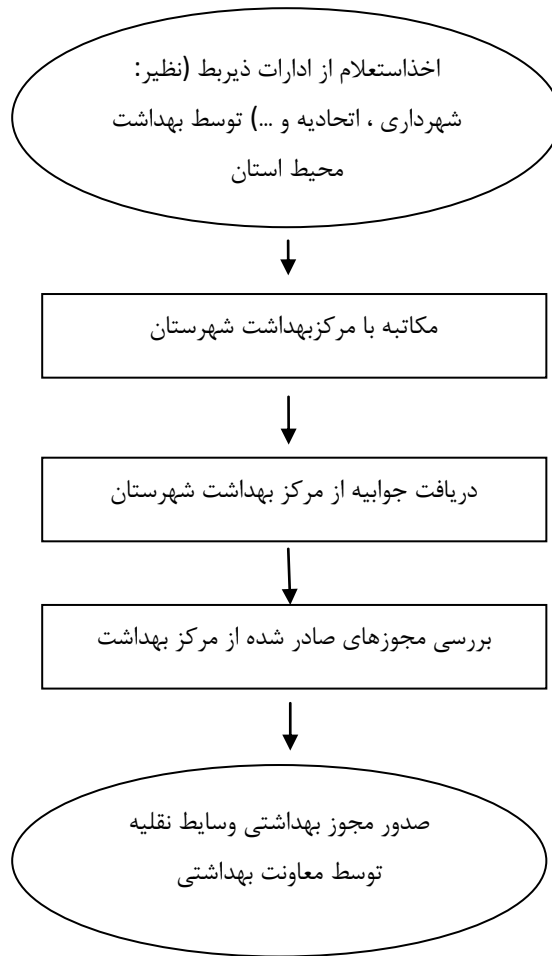 اخذاستعلام از ادارات ذیربط (نظیر:
شهرداری ، اتحادیه و ...) توسط بهداشت
محیط استان
مکاتبه با مرکزبهداشت شهرستان
دریافت جوابیه از مرکز بهداشت شهرستان
بررسی مجوزهای صادر شده از مرکز بهداشت
صدور مجوز بهداشتی وسایط نقلیه
توسط معاونت بهداشتی